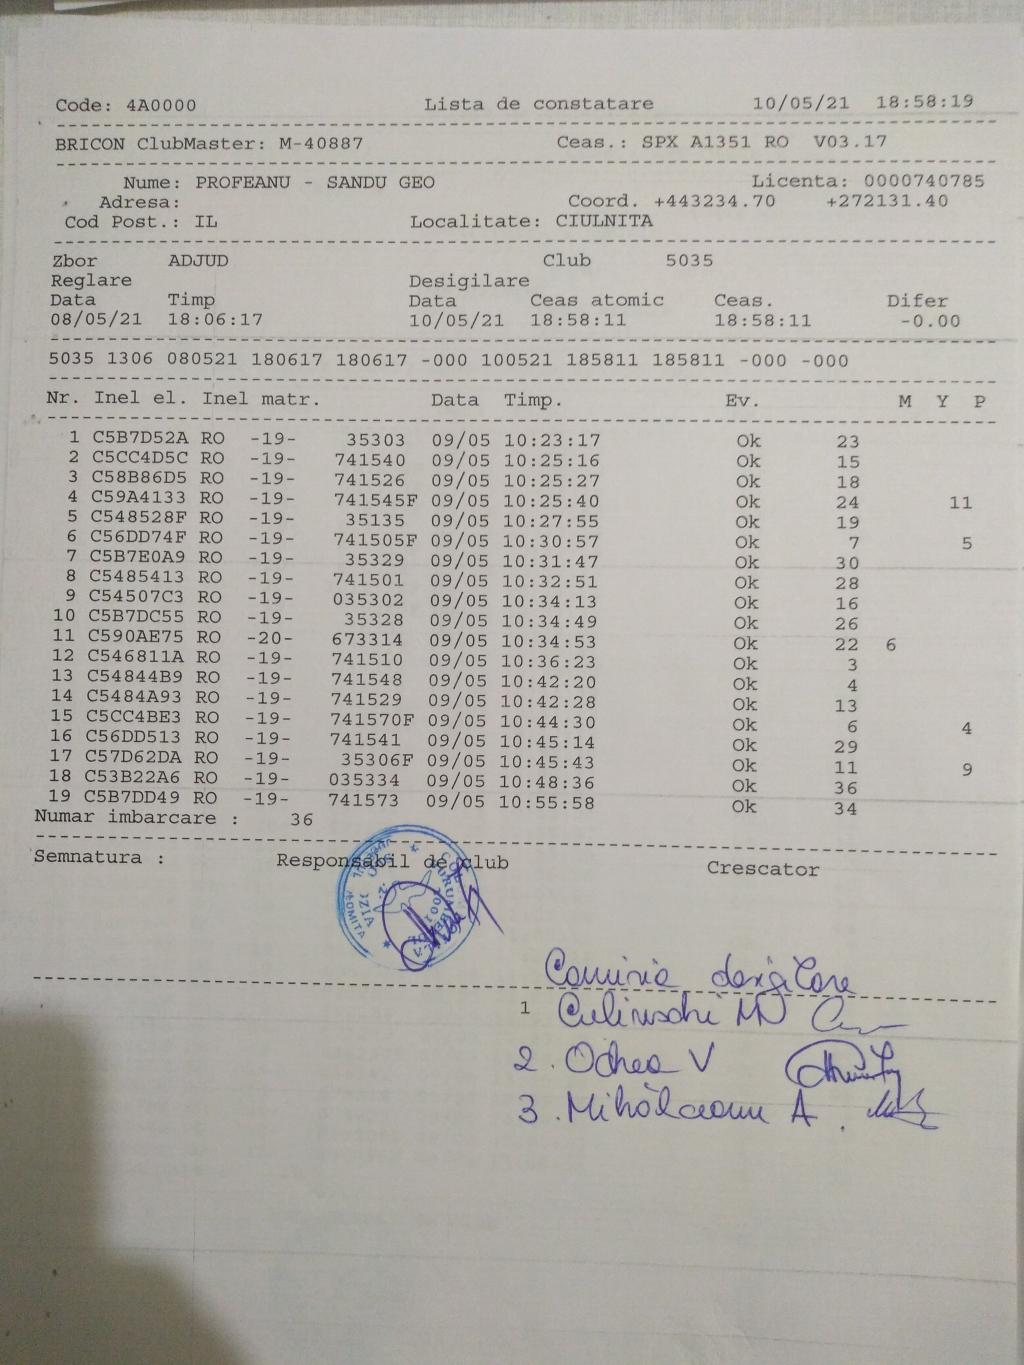 Code: 4A0000 Lista de constatare 10/05/21 18:58:19
BRICON ClubMaster: M-40887 Ceas.: SPX A1351 RO V03.17
Nume: PROFEANU - SANDU GEO Licenta: 0000740785
Adresa: Coord. +443234.70 +272131.40
Cod Post.: IL Localitate: CIULNITA
Zbor ADJUD Club 5035
Reglare Desigilare
Data Timp Data Ceas atomic Ceas. Difer
08/05/21 18:06:17 10/05/21 18:58:11 18:58:11 -0.00
5035 1306 080521 180617 180617 -000 100521 185811 185811 -000 -000
Nr. Inel el. Inel matr. Data Timp. Ev. M Y P
1 C5B7D52A RO -19- 35303 09/05 10:23:17 Ok 23
2 C5CC4D5C RO -19- 741540 09/05 10:25:16 Ok 15
3 C58B86D5 RO -19- 741526 09/05 10:25:27 Ok 18
4 C59A4133 RO -19- 741545F 09/05 10:25:40 Ok 24 11
5 C548528F RO -19- 35135 09/05 10:27:55 Ok 19
6 C56DD74F RO -19- 741505F 09/05 10:30:57 Ok 7 5
7 C5B7E0A9 RO -19- 35329 09/05 10:31:47 Ok 30
8 C5485413 RO -19- 741501 09/05 10:32:51 Ok 28
9 C54507C3 RO -19- 035302 09/05 10:34:13 Ok 16
10 C5B7DC55 RO -19- 35328 09/05 10:34:49 Ok 26
11 C590AE75 RO -20- 673314 09/05 10:34:53 Ok 22 6
12 C546811A RO -19- 741510 09/05 10:36:23 Ok 3
13 C54844B9 RO -19- 741548 09/05 10:42:20 Ok 4
14 C5484A93 RO -19- 741529 09/05 10:42:28 Ok 13
15 C5CC4BE3 RO -19- 741570F 09/05 10:44:30 Ok 6 4
16 C56DD513 RO -19- 741541 09/05 10:45:14 Ok 29
17 C57D62DA RO -19- 35306F 09/05 10:45:43 Ok 11 9
18 C53B22A6 RO -19- 035334 09/05 10:48:36 Ok 36
19 C5B7DD49 RO -19- 741573 09/05 10:55:58 Ok 34
Numar imbarcare : 36
Semnatura : Responsabil de club Crescator
1
2. Ochea V
3. A.